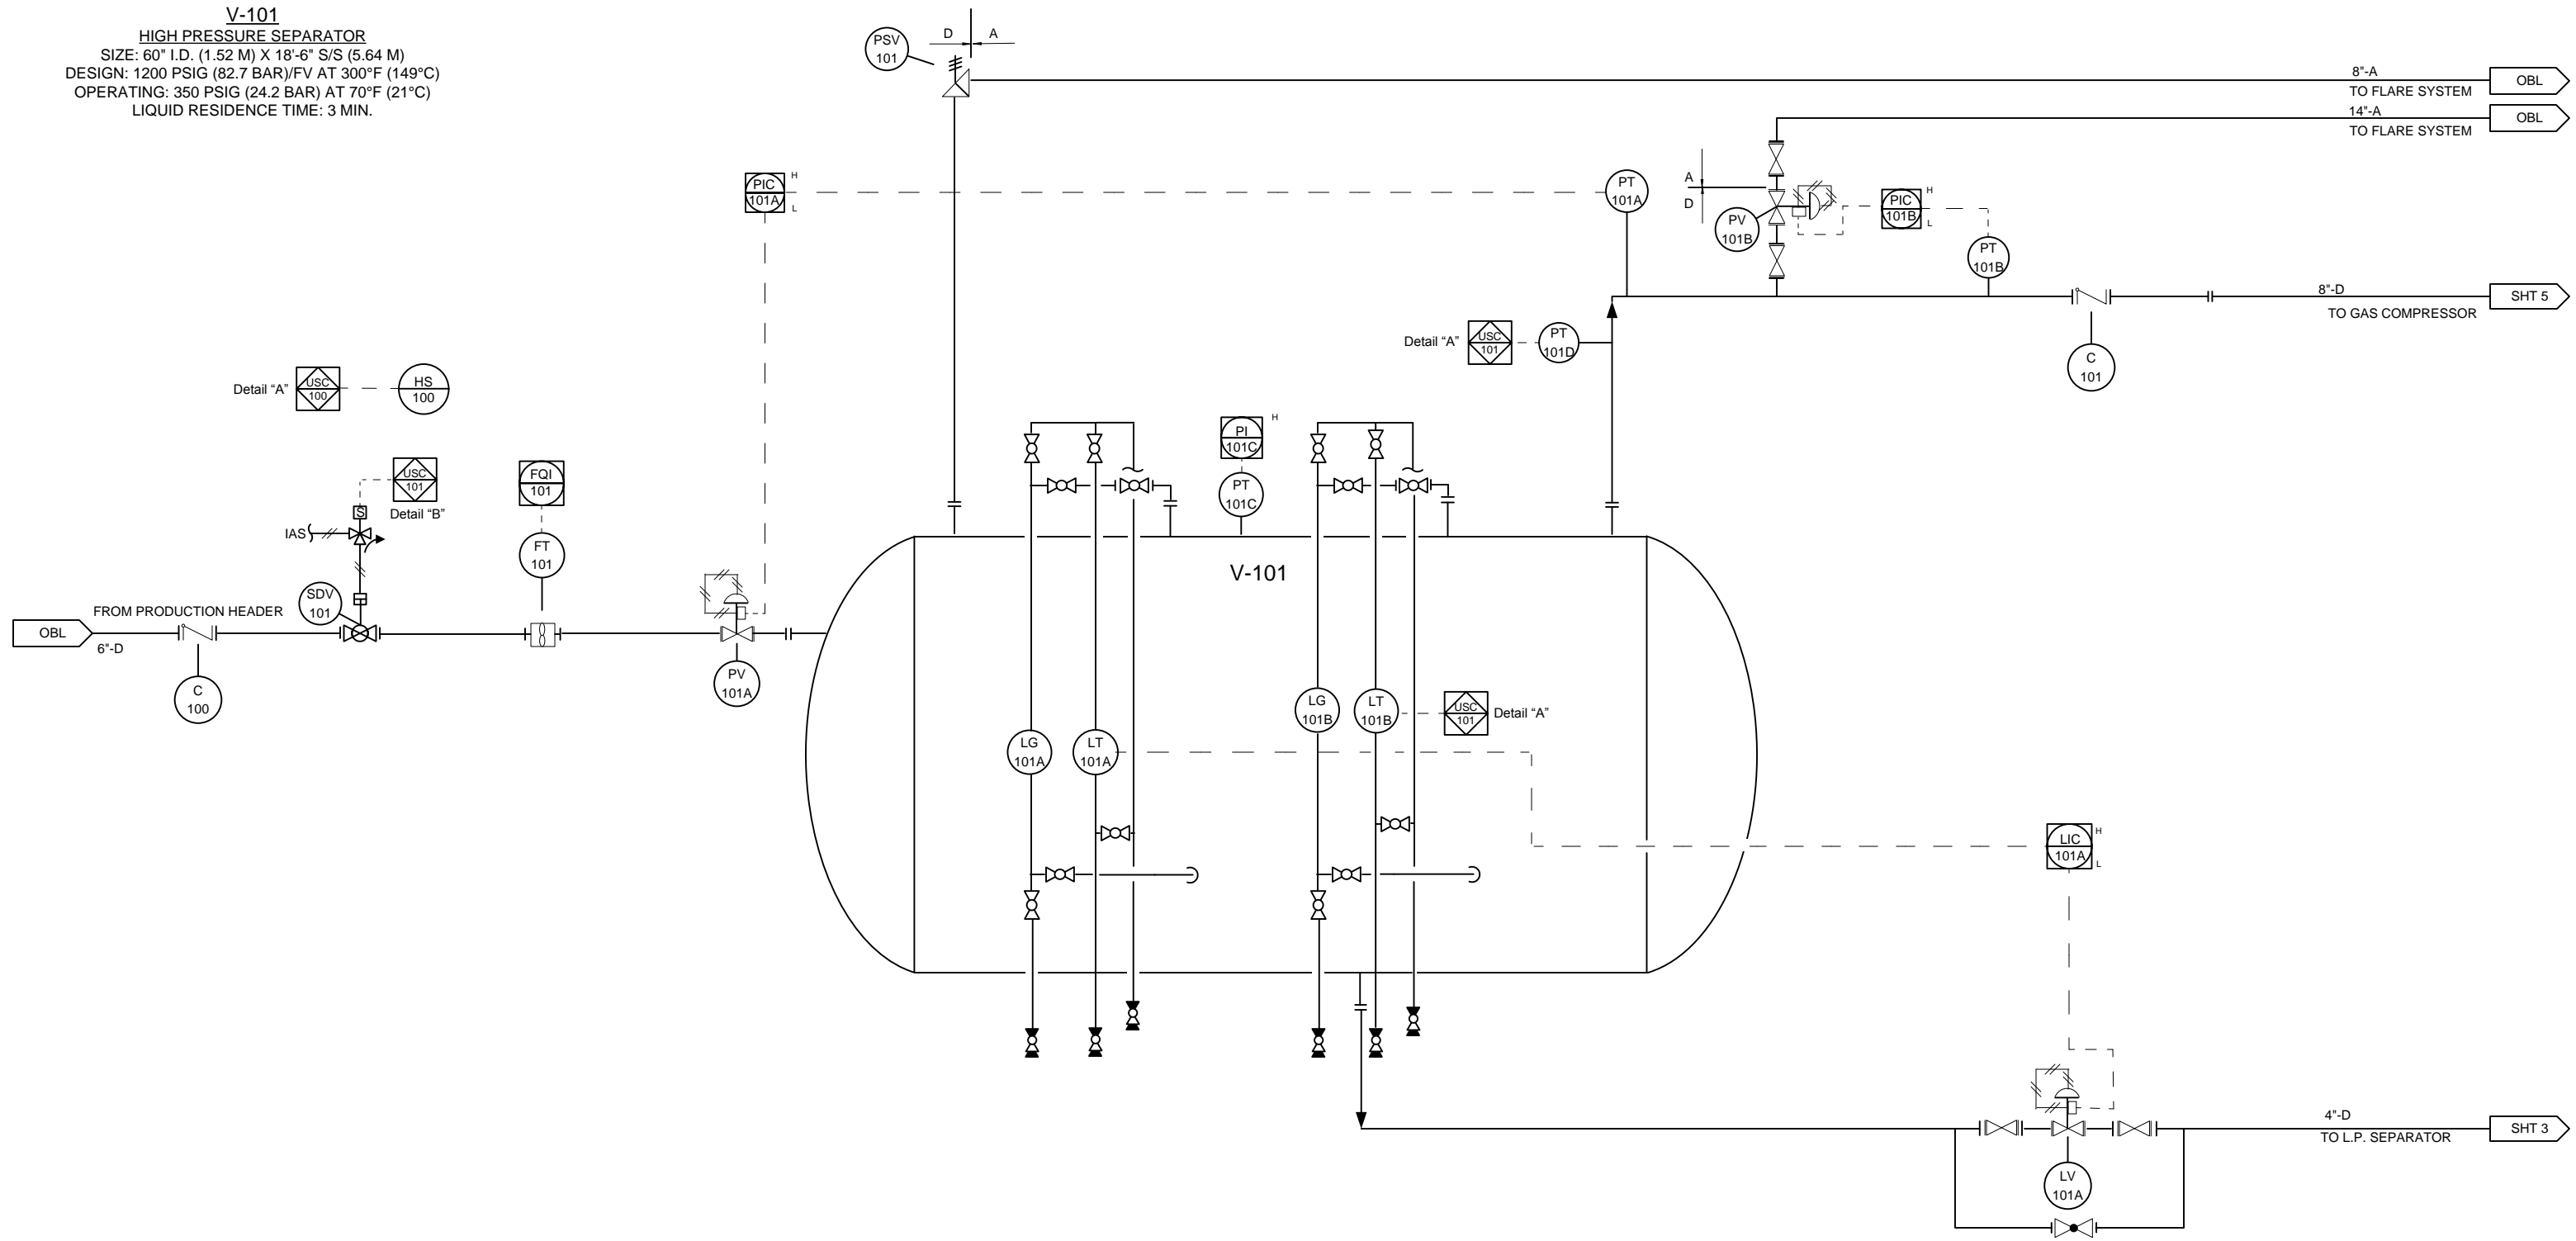 V-101
HIGH PRESSURE SEPARATOR
SIZE: 60" I.D. (1.52 M) X 18'-6" S/S (5.64 M)
DESIGN: 1200 PSIG (82.7 BAR)/FV AT 300°F (149°C)
OPERATING: 350 PSIG (24.2 BAR) AT 70°F (21°C)
LIQUID RESIDENCE TIME: 3 MIN.
PSV
101
D
A
8"-A
TO FLARE SYSTEM
OBL
14"-A
TO FLARE SYSTEM
OBL
PIC
101A
H
L
PT
101A
A
D
PV
101B
PIC
101B
H
L
PT
101B
8"-D
TO GAS COMPRESSOR
SHT 5
Detail “A”
USC
101
PT
101D
C
101
Detail “A”
USC
100
HS
100
USC
101
Detail “B”
S
IAS
FQI
101
FT
101
PI
101C
H
PT
101C
V-101
SDV
101
FROM PRODUCTION HEADER
OBL
6"-D
C
100
PV
101A
LG
101A
LT
101A
LG
101B
LT
101B
USC
101
Detail “A”
LIC
101A
H
L
4"-D
TO L.P. SEPARATOR
SHT 3
LV
101A